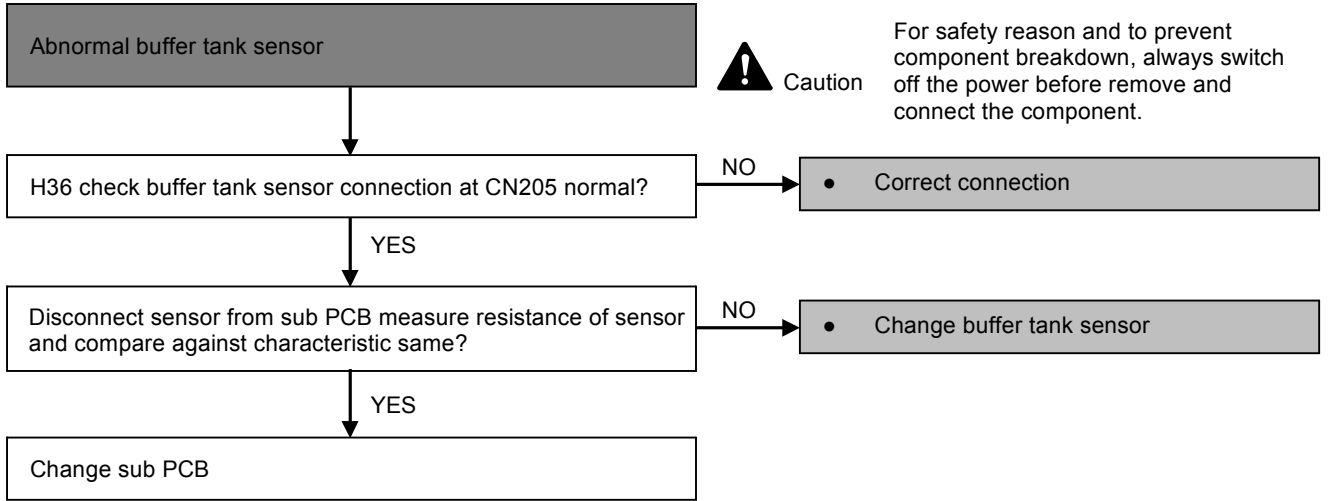 Abnormal buffer tank sensor
Caution
For safety reason and to prevent
component breakdown, always switch
off the power before remove and
connect the component.
H36 check buffer tank sensor connection at CN205 normal?
NO
• Correct connection
YES
Disconnect sensor from sub PCB measure resistance of sensor
and compare against characteristic same?
NO
• Change buffer tank sensor
YES
Change sub PCB